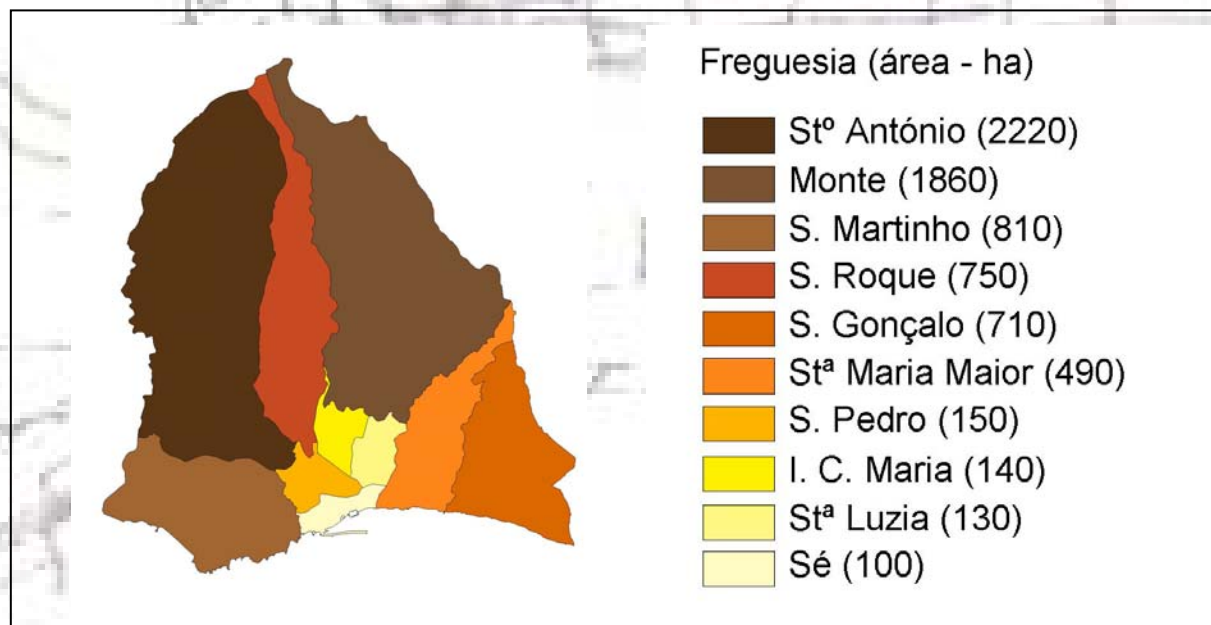 Freguesia (área - ha)
Stº António (2220)
Monte (1860)
S. Martinho (810)
S. Roque (750)
S. Gonçalo (710)
Stª Maria Maior (490)
S. Pedro (150)
I. C. Maria (140)
Stª Luzia (130)
Sé (100)